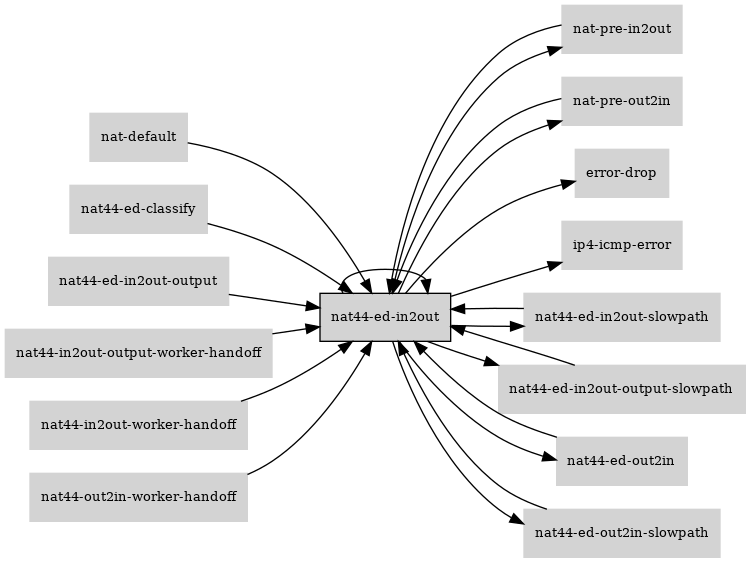 nat-pre-in2out
nat-pre-out2in
nat-default
error-drop
nat44-ed-classify
ip4-icmp-error
nat44-ed-in2out-output
nat44-ed-in2out
nat44-ed-in2out-slowpath
nat44-in2out-output-worker-handoff
nat44-ed-in2out-output-slowpath
nat44-in2out-worker-handoff
nat44-ed-out2in
nat44-out2in-worker-handoff
nat44-ed-out2in-slowpath